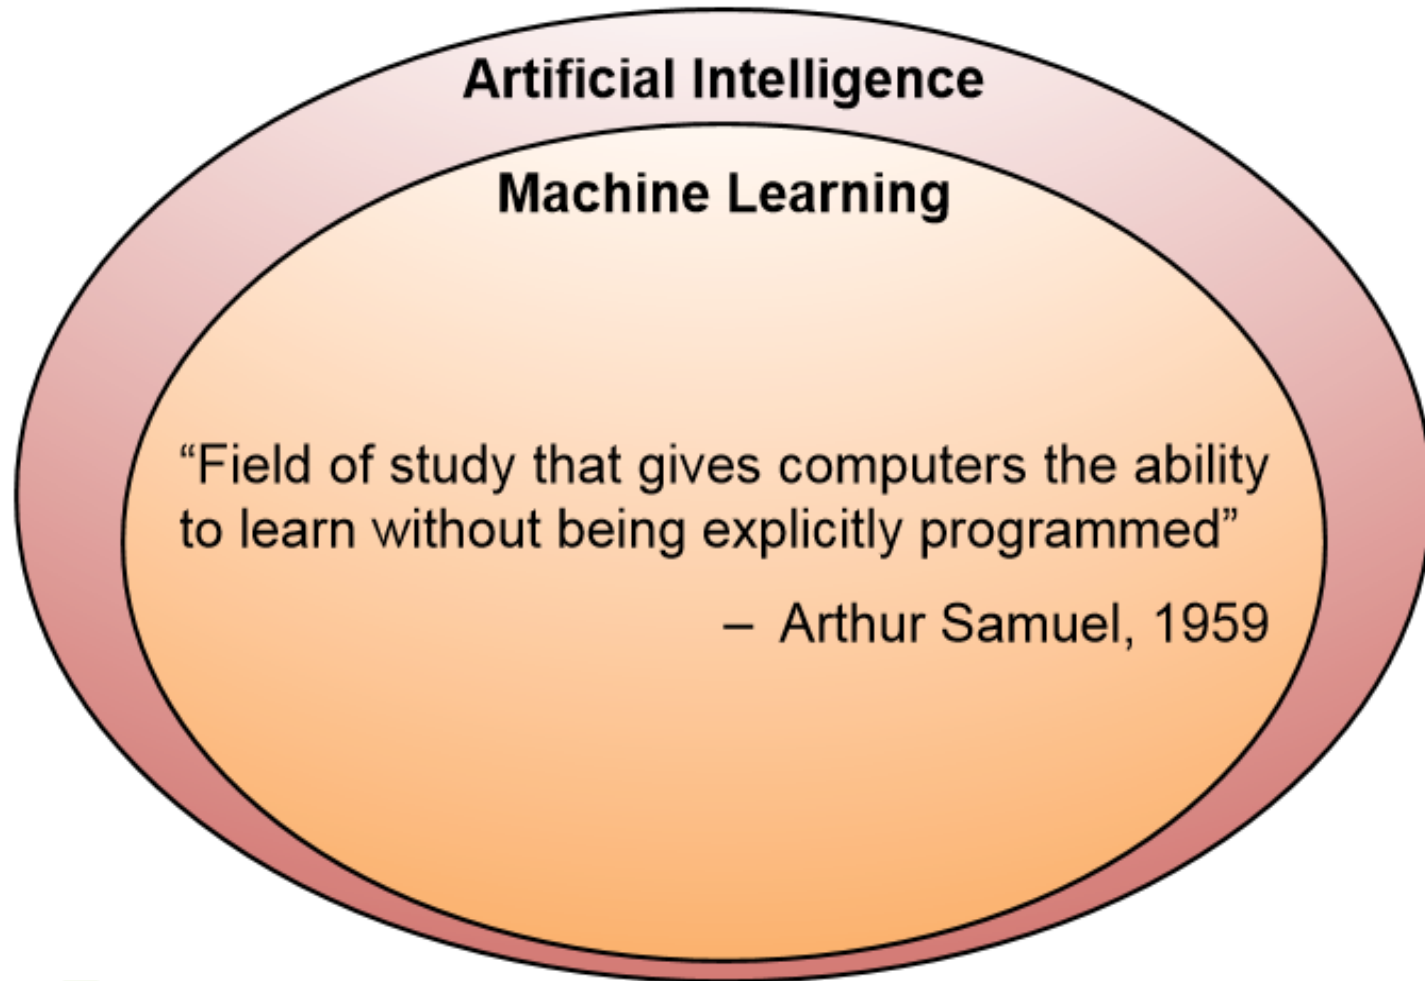 Artificial Intelligence
Machine Learning
“Field of study that gives computers the ability
to learn without being explicitly programmed”
– Arthur Samuel, 1959